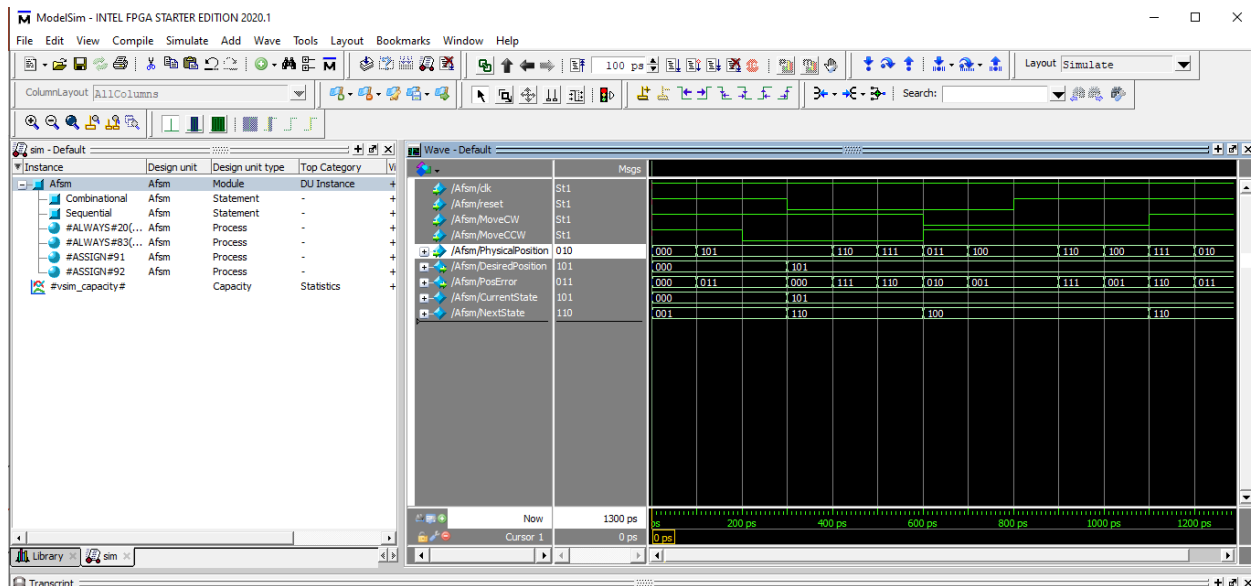 ModelSim - INTEL FPGA STARTER EDITION 2020.1
File Edit View Compile Simulate Add Wave Tools Layout Bookmarks Window Help
100 ps Layout Simulate
ColumnLayout AllColumns Search:
sim - Default
Instance Design unit Design unit type Top Category Vi
Afsm Afsm Module DU Instance +
Combinational Afsm Statement - +
Sequential Afsm Statement - +
#ALWAYS#20(... Afsm Process - +
#ALWAYS#83(... Afsm Process - +
#ASSIGN#91 Afsm Process - +
#ASSIGN#92 Afsm Process - +
#vsim_capacity# Capacity Statistics +
Library sim
Wave - Default
Msgs
/Afsm/clk St1
/Afsm/reset St1
/Afsm/MoveCW St1
/Afsm/MoveCCW St1
/Afsm/PhysicalPosition 010 000 101 110 111 011 100 110 100 111 010
/Afsm/DesiredPosition 101 000 101
/Afsm/PosError 011 000 011 000 111 110 010 001 111 001 110 011
/Afsm/CurrentState 101 000 101
/Afsm/NextState 110 001 110 100 110
Now 1300 ps ps 200 ps 400 ps 600 ps 800 ps 1000 ps 1200 ps
Cursor 1 0 ps 0 ps
Transcript